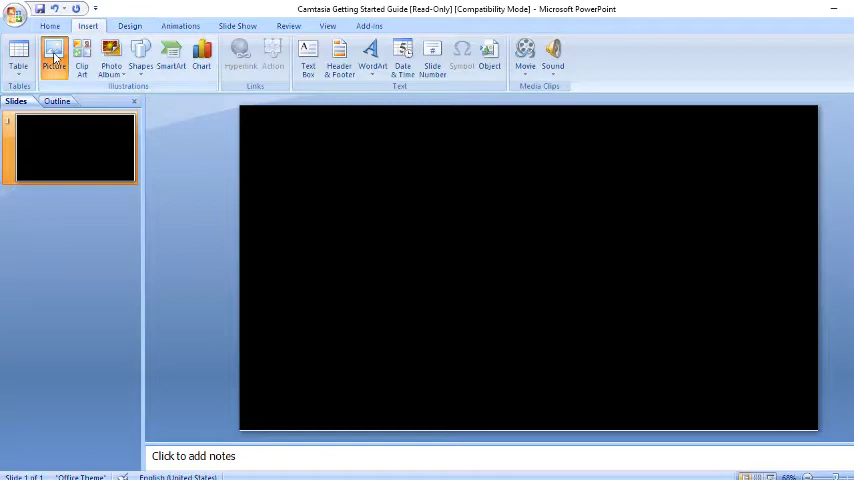 Camtasia Getting Started Guide [Read-Only] [Compatibility Mode] - Microsoft PowerPoint
Home Insert Design Animations Slide Show Review View Add-ins
Table Picture Clip Art Photo Album Shapes SmartArt Chart Hyperlink Action Text Box Header & Footer WordArt Date & Time Slide Number Symbol Object Movie Sound
Tables Illustrations Links Text Media Clips
Slides Outline
1
Click to add notes
Slide 1 of 1 "Office Theme" English (United States) 68%